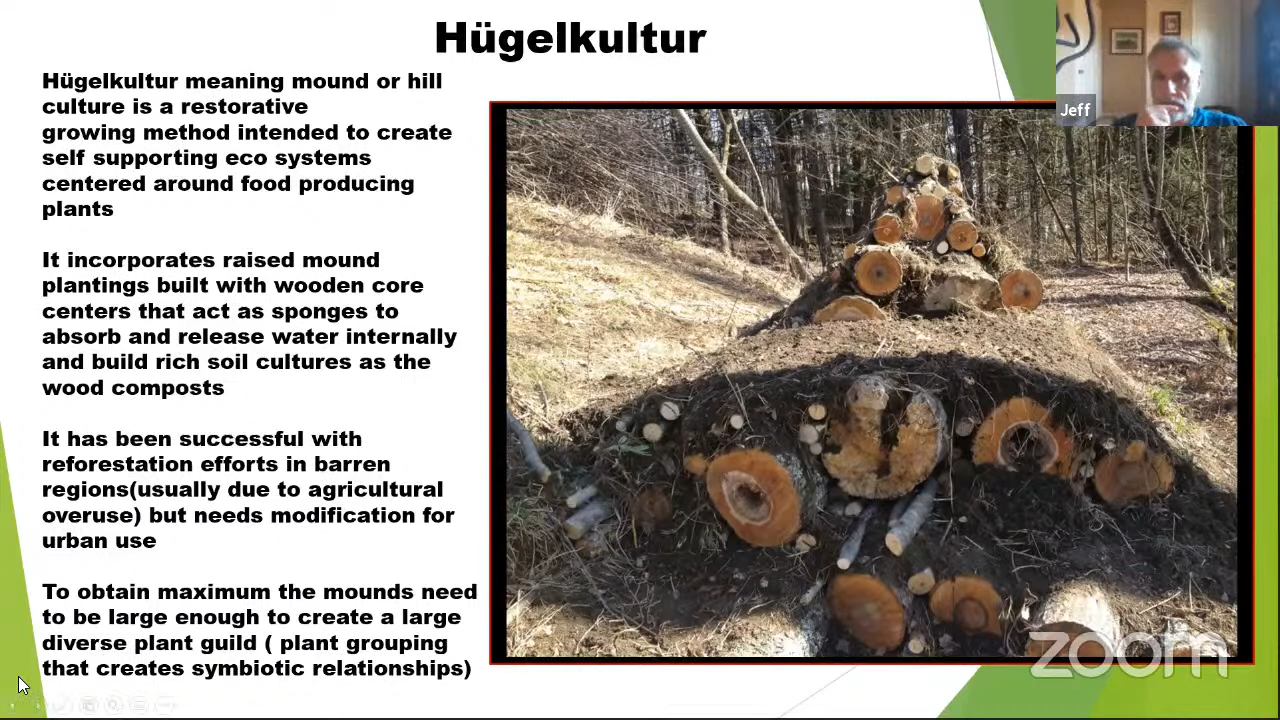 Hügelkultur
Hügelkultur meaning mound or hill
culture is a restorative
growing method intended to create
self supporting eco systems
centered around food producing
plants
It incorporates raised mound
plantings built with wooden core
centers that act as sponges to
absorb and release water internally
and build rich soil cultures as the
wood composts
It has been successful with
reforestation efforts in barren
regions(usually due to agricultural
overuse) but needs modification for
urban use
To obtain maximum the mounds need
to be large enough to create a large
diverse plant guild ( plant grouping
that creates symbiotic relationships)
Jeff
zoom